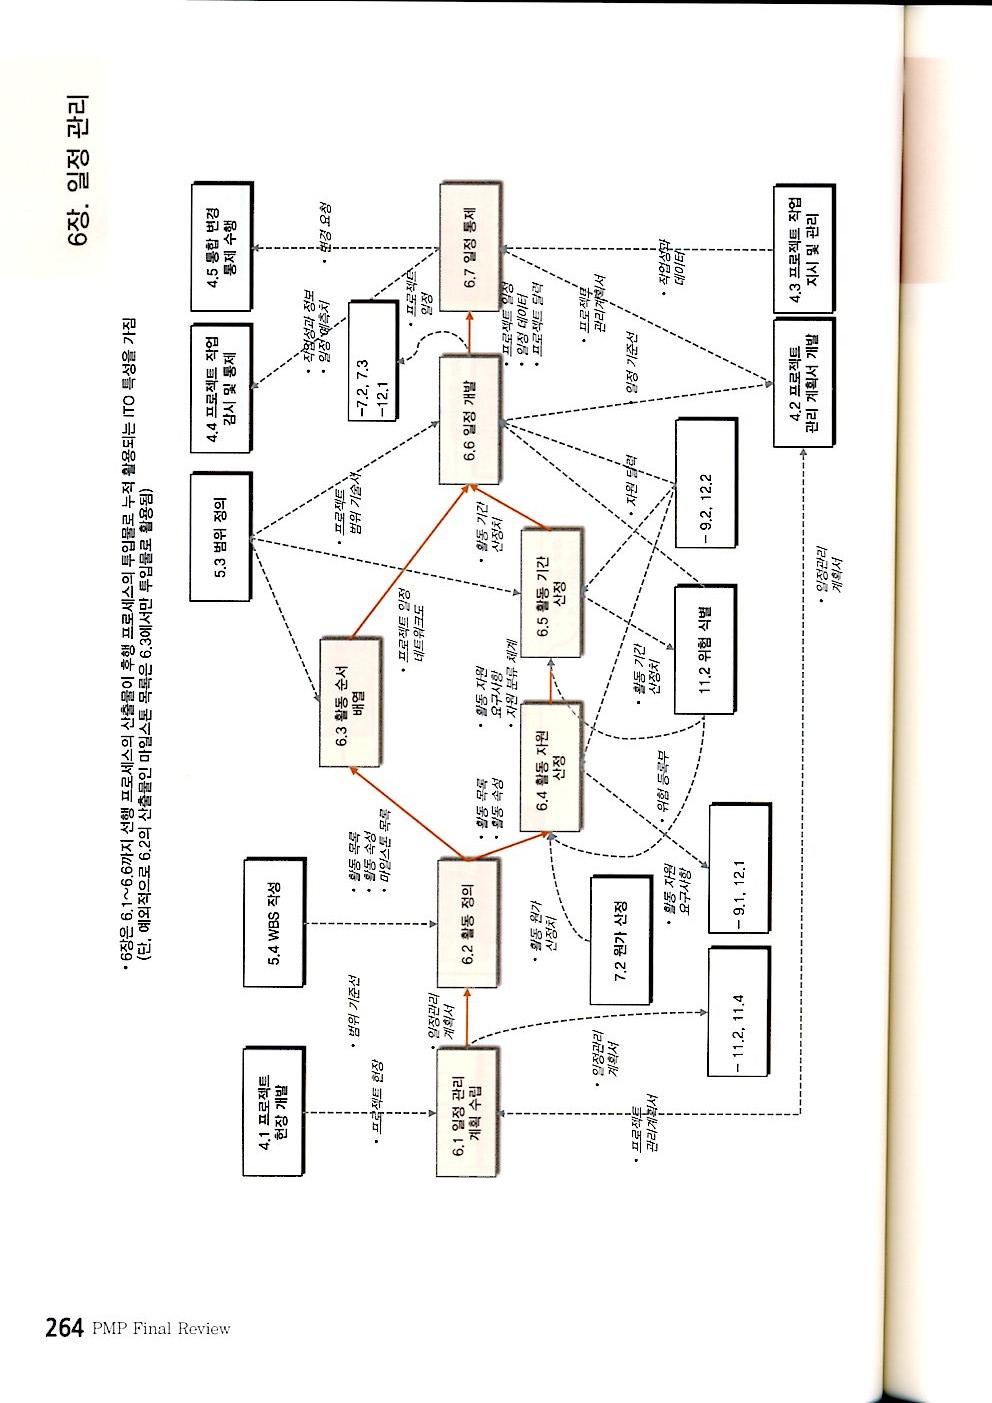 6장. 일정 관리
• 6장은 6.1~6.6까지 선행 프로세스의 산출물이 후행 프로세스의 투입물로 누적 활용되는 ITO 특성을 가짐
(단, 예외적으로 6.2의 산출물인 마일스톤 목록은 6.3에서만 투입물로 활용됨)
4.1 프로젝트
헌장 개발
5.4 WBS 작성
5.3 범위 정의
4.4 프로젝트 작업
감시 및 통제
4.5 통합 변경
통제 수행
• 프로젝트 헌장
• 범위 기준선
• 활동 목록
• 활동 속성
• 마일스톤 목록
6.3 활동 순서
배열
• 프로젝트
범위 기술서
-7.2, 7.3
-12.1
• 작업성과 정보
• 일정 예측치
• 변경 요청
• 프로젝트 일정
네트워크도
• 프로젝트
일정
6.1 일정 관리
계획 수립
• 일정관리
계획서
6.2 활동 정의
6.6 일정 개발
6.7 일정 통제
• 활동 목록
• 활동 속성
• 활동 자원
요구사항
• 자원 분류 체계
• 활동 기간
산정치
• 프로젝트 일정
• 일정 데이터
• 프로젝트 달력
6.4 활동 자원
산정
6.5 활동 기간
산정
• 활동 원가
산정치
• 프로젝트
관리계획서
• 일정관리
계획서
7.2 원가 산정
• 위험 등록부
• 활동 기간
산정치
• 자원 달력
• 일정 기준선
• 프로젝트
관리계획서
• 활동 자원
요구사항
11.2 위험 식별
- 9.2, 12.2
• 작업성과
데이터
- 11.2, 11.4
- 9.1, 12.1
4.2 프로젝트
관리 계획서 개발
4.3 프로젝트 작업
지시 및 관리
• 일정관리
계획서
264 PMP Final Review